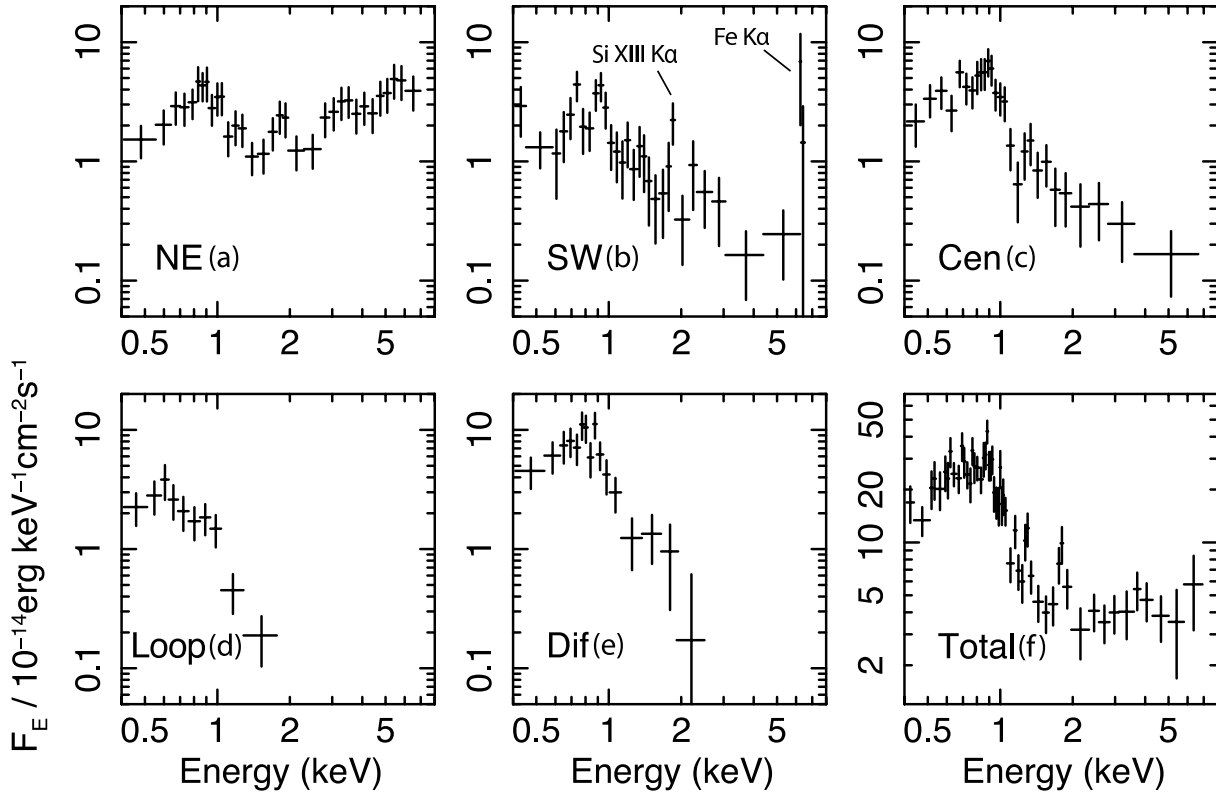 10
1
0.1
NE (a)
0.5 1 2 5
Si XIII Kα
Fe Kα
10
1
0.1
SW (b)
0.5 1 2 5
10
1
0.1
Cen (c)
0.5 1 2 5
F_E / 10⁻¹⁴erg keV⁻¹cm⁻²s⁻¹
10
1
0.1
Loop (d)
0.5 1 2 5
Energy (keV)
10
1
0.1
Dif (e)
0.5 1 2 5
Energy (keV)
50
20
10
5
2
Total (f)
0.5 1 2 5
Energy (keV)